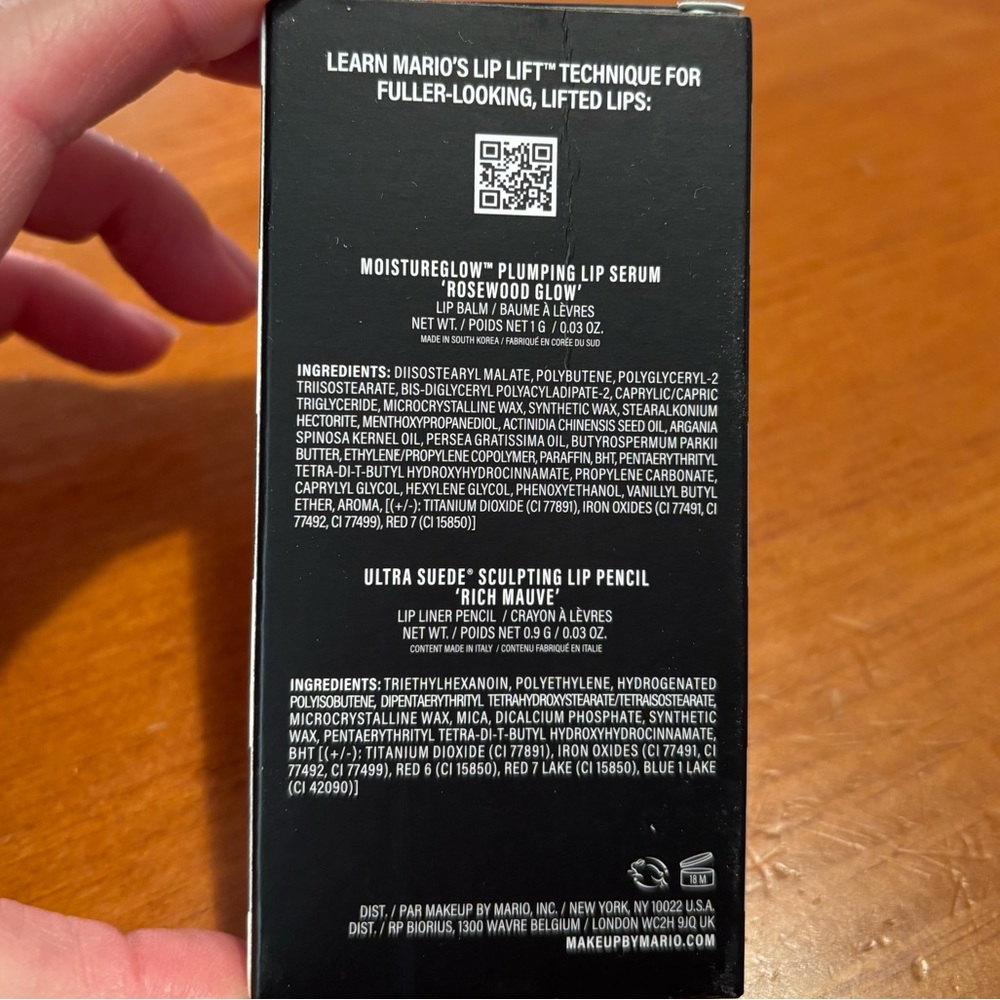 LEARN MARIO'S LIP LIFT™ TECHNIQUE FOR
FULLER-LOOKING, LIFTED LIPS:
MOISTUREGLOW™ PLUMPING LIP SERUM
'ROSEWOOD GLOW'
LIP BALM / BAUME À LÈVRES
NET WT. / POIDS NET 1 G / 0.03 OZ.
MADE IN SOUTH KOREA / FABRIQUÉ EN CORÉE DU SUD
INGREDIENTS: DIISOSTEARYL MALATE, POLYBUTENE, POLYGLYCERYL-2
TRIISOSTEARATE, BIS-DIGLYCERYL POLYACYLADIPATE-2, CAPRYLIC/CAPRIC
TRIGLYCERIDE, MICROCRYSTALLINE WAX, SYNTHETIC WAX, STEARALKONIUM
HECTORITE, MENTHOXYPROPANEDIOL, ACTINIDIA CHINENSIS SEED OIL, ARGANIA
SPINOSA KERNEL OIL, PERSEA GRATISSIMA OIL, BUTYROSPERMUM PARKII
BUTTER, ETHYLENE/PROPYLENE COPOLYMER, PARAFFIN, BHT, PENTAERYTHRITYL
TETRA-DI-T-BUTYL HYDROXYHYDROCINNAMATE, PROPYLENE CARBONATE,
CAPRYLYL GLYCOL, HEXYLENE GLYCOL, PHENOXYETHANOL, VANILLYL BUTYL
ETHER, AROMA, [(+/-): TITANIUM DIOXIDE (CI 77891), IRON OXIDES (CI 77491, CI
77492, CI 77499), RED 7 (CI 15850)]
ULTRA SUEDE® SCULPTING LIP PENCIL
'RICH MAUVE'
LIP LINER PENCIL / CRAYON À LÈVRES
NET WT. / POIDS NET 0.9 G / 0.03 OZ.
CONTENT MADE IN ITALY / CONTENU FABRIQUÉ EN ITALIE
INGREDIENTS: TRIETHYLHEXANOIN, POLYETHYLENE, HYDROGENATED
POLYISOBUTENE, DIPENTAERYTHRITYL TETRAHYDROXYSTEARATE/TETRAISOSTEARATE,
MICROCRYSTALLINE WAX, MICA, DICALCIUM PHOSPHATE, SYNTHETIC
WAX, PENTAERYTHRITYL TETRA-DI-T-BUTYL HYDROXYHYDROCINNAMATE,
BHT [(+/-): TITANIUM DIOXIDE (CI 77891), IRON OXIDES (CI 77491, CI
77492, CI 77499), RED 6 (CI 15850), RED 7 LAKE (CI 15850), BLUE 1 LAKE
(CI 42090)]
18 M
DIST. / PAR MAKEUP BY MARIO, INC. / NEW YORK, NY 10022 U.S.A.
DIST. / RP BIORIUS, 1300 WAVRE BELGIUM / LONDON WC2H 9JQ UK
MAKEUPBYMARIO.COM